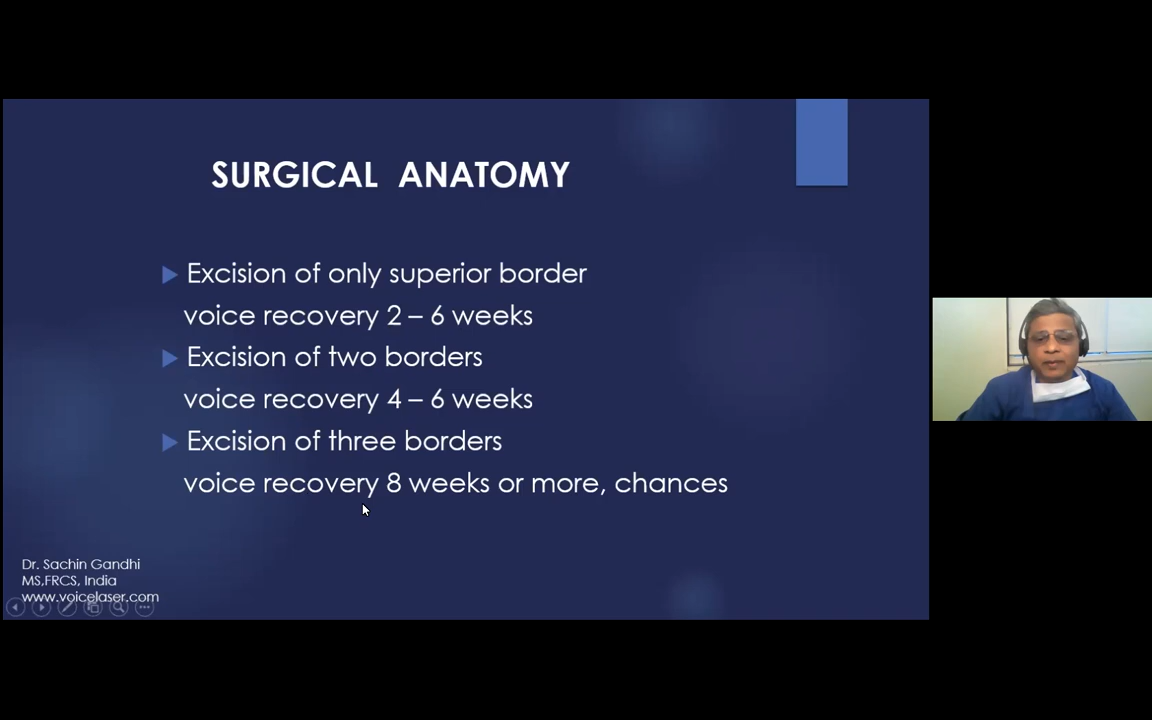 SURGICAL ANATOMY
Excision of only superior border
voice recovery 2 – 6 weeks
Excision of two borders
voice recovery 4 – 6 weeks
Excision of three borders
voice recovery 8 weeks or more, chances
Dr. Sachin Gandhi
MS,FRCS, India
www.voicelaser.com